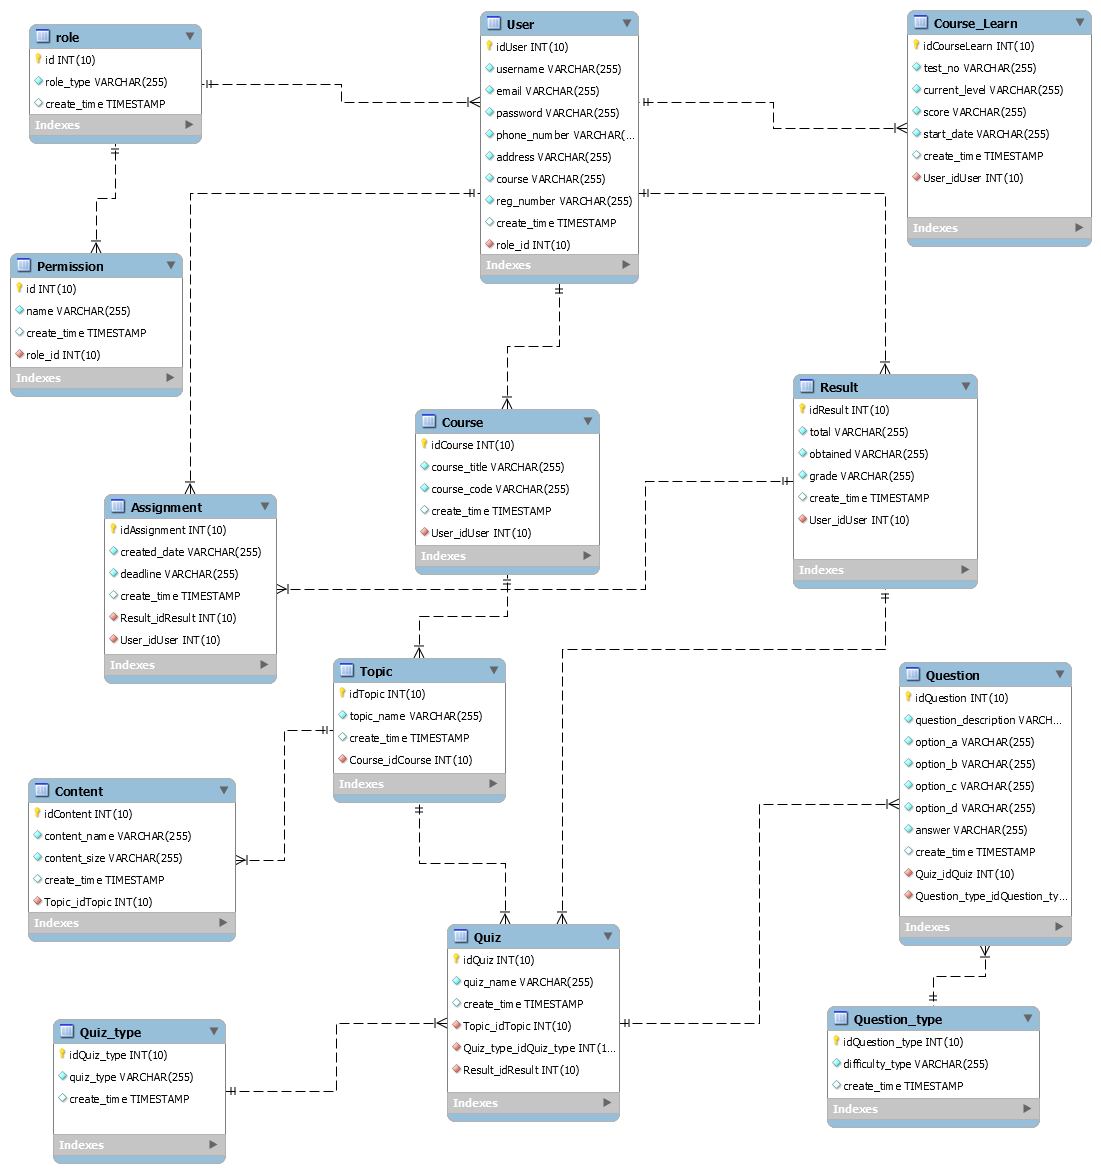 role
id INT(10)
role_type VARCHAR(255)
create_time TIMESTAMP
Indexes
User
idUser INT(10)
username VARCHAR(255)
email VARCHAR(255)
password VARCHAR(255)
phone_number VARCHAR(...
address VARCHAR(255)
course VARCHAR(255)
reg_number VARCHAR(255)
create_time TIMESTAMP
role_id INT(10)
Indexes
Course_Learn
idCourseLearn INT(10)
test_no VARCHAR(255)
current_level VARCHAR(255)
score VARCHAR(255)
start_date VARCHAR(255)
create_time TIMESTAMP
User_idUser INT(10)
Indexes
Permission
id INT(10)
name VARCHAR(255)
create_time TIMESTAMP
role_id INT(10)
Indexes
Result
idResult INT(10)
total VARCHAR(255)
obtained VARCHAR(255)
grade VARCHAR(255)
create_time TIMESTAMP
User_idUser INT(10)
Indexes
Course
idCourse INT(10)
course_title VARCHAR(255)
course_code VARCHAR(255)
create_time TIMESTAMP
User_idUser INT(10)
Indexes
Assignment
idAssignment INT(10)
created_date VARCHAR(255)
deadline VARCHAR(255)
create_time TIMESTAMP
Result_idResult INT(10)
User_idUser INT(10)
Indexes
Topic
idTopic INT(10)
topic_name VARCHAR(255)
create_time TIMESTAMP
Course_idCourse INT(10)
Indexes
Question
idQuestion INT(10)
question_description VARCH...
option_a VARCHAR(255)
option_b VARCHAR(255)
option_c VARCHAR(255)
option_d VARCHAR(255)
answer VARCHAR(255)
create_time TIMESTAMP
Quiz_idQuiz INT(10)
Question_type_idQuestion_ty...
Indexes
Content
idContent INT(10)
content_name VARCHAR(255)
content_size VARCHAR(255)
create_time TIMESTAMP
Topic_idTopic INT(10)
Indexes
Quiz
idQuiz INT(10)
quiz_name VARCHAR(255)
create_time TIMESTAMP
Topic_idTopic INT(10)
Quiz_type_idQuiz_type INT(1...
Result_idResult INT(10)
Indexes
Quiz_type
idQuiz_type INT(10)
quiz_type VARCHAR(255)
create_time TIMESTAMP
Indexes
Question_type
idQuestion_type INT(10)
difficulty_type VARCHAR(255)
create_time TIMESTAMP
Indexes